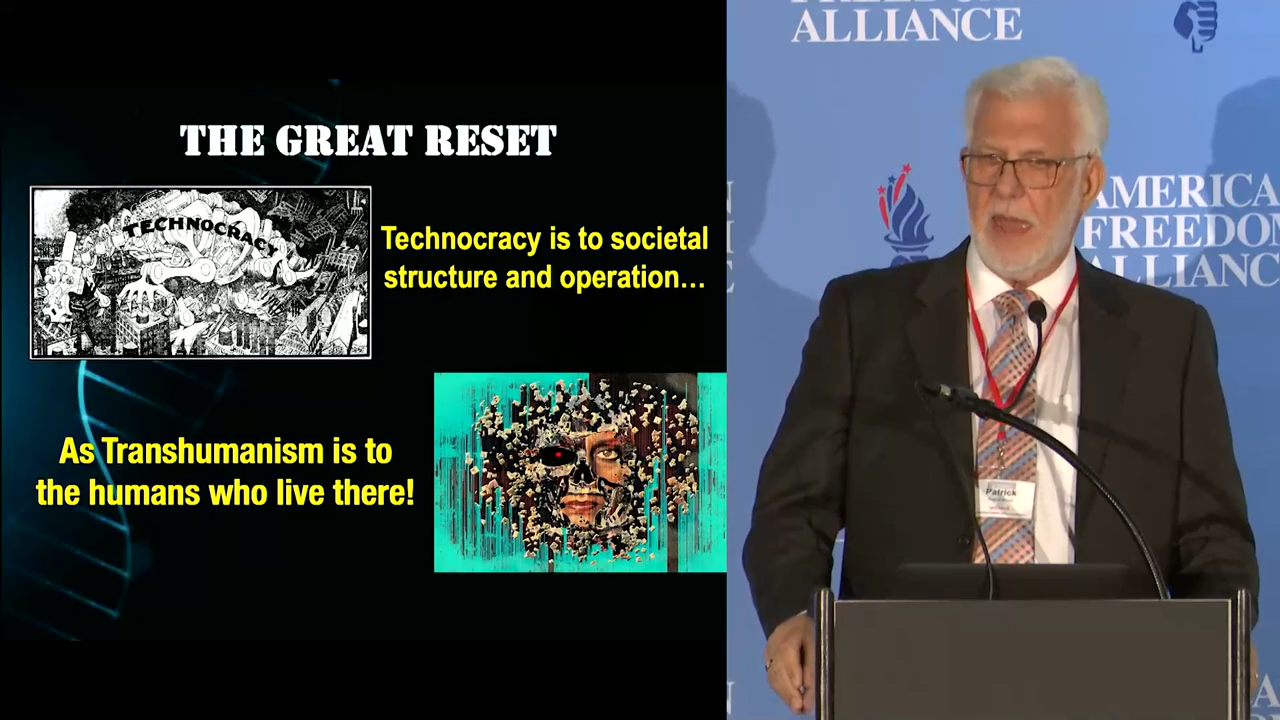 THE GREAT RESET
TECHNOCRACY
Technocracy is to societal
structure and operation…
As Transhumanism is to
the humans who live there!
ALLIANCE
AMERICA
FREEDOM
ALLIANC
Patrick